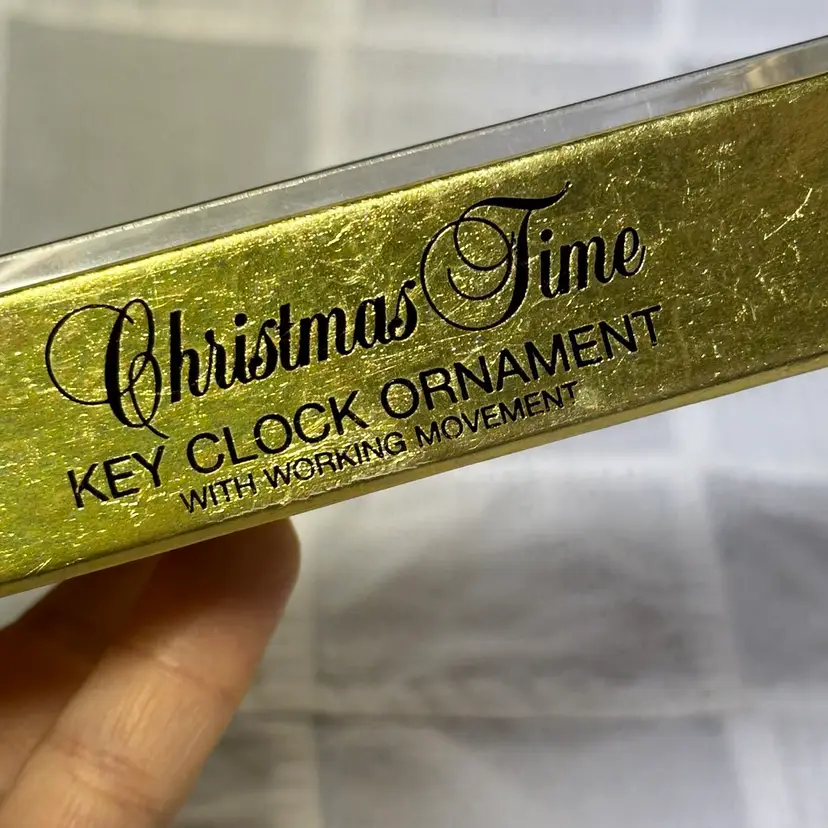 Christmas Time
KEY CLOCK ORNAMENT
WITH WORKING MOVEMENT